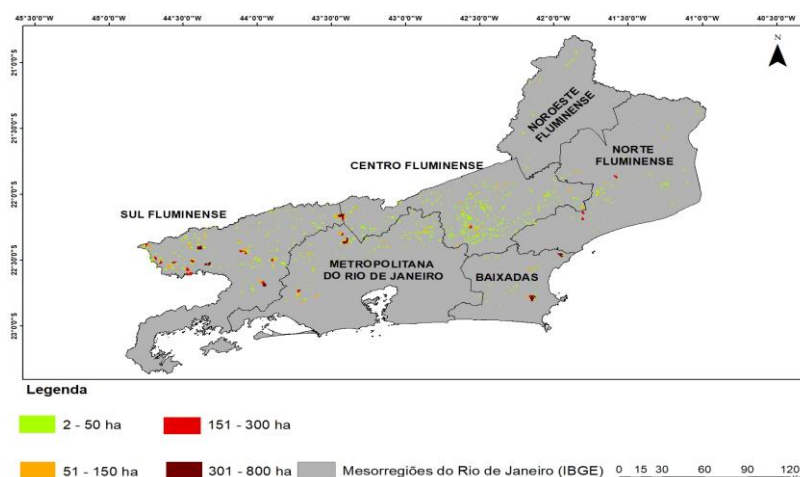 45°30'0"S 45°0'0"S 44°30'0"S 44°0'0"S 43°30'0"S 43°0'0"S 42°30'0"S 42°0'0"S 41°30'0"S 41°0'0"S 40°30'0"S
N
21°0'0"S
NOROESTE
FLUMINENSE
21°30'0"S
NORTE
FLUMINENSE
CENTRO FLUMINENSE
22°0'0"S
SUL FLUMINENSE
22°30'0"S
METROPOLITANA
DO RIO DE JANEIRO
BAIXADAS
Legenda
2 - 50 ha
151 - 300 ha
51 - 150 ha
301 - 800 ha
Mesorregiões do Rio de Janeiro (IBGE)
0 15 30 60 90 120